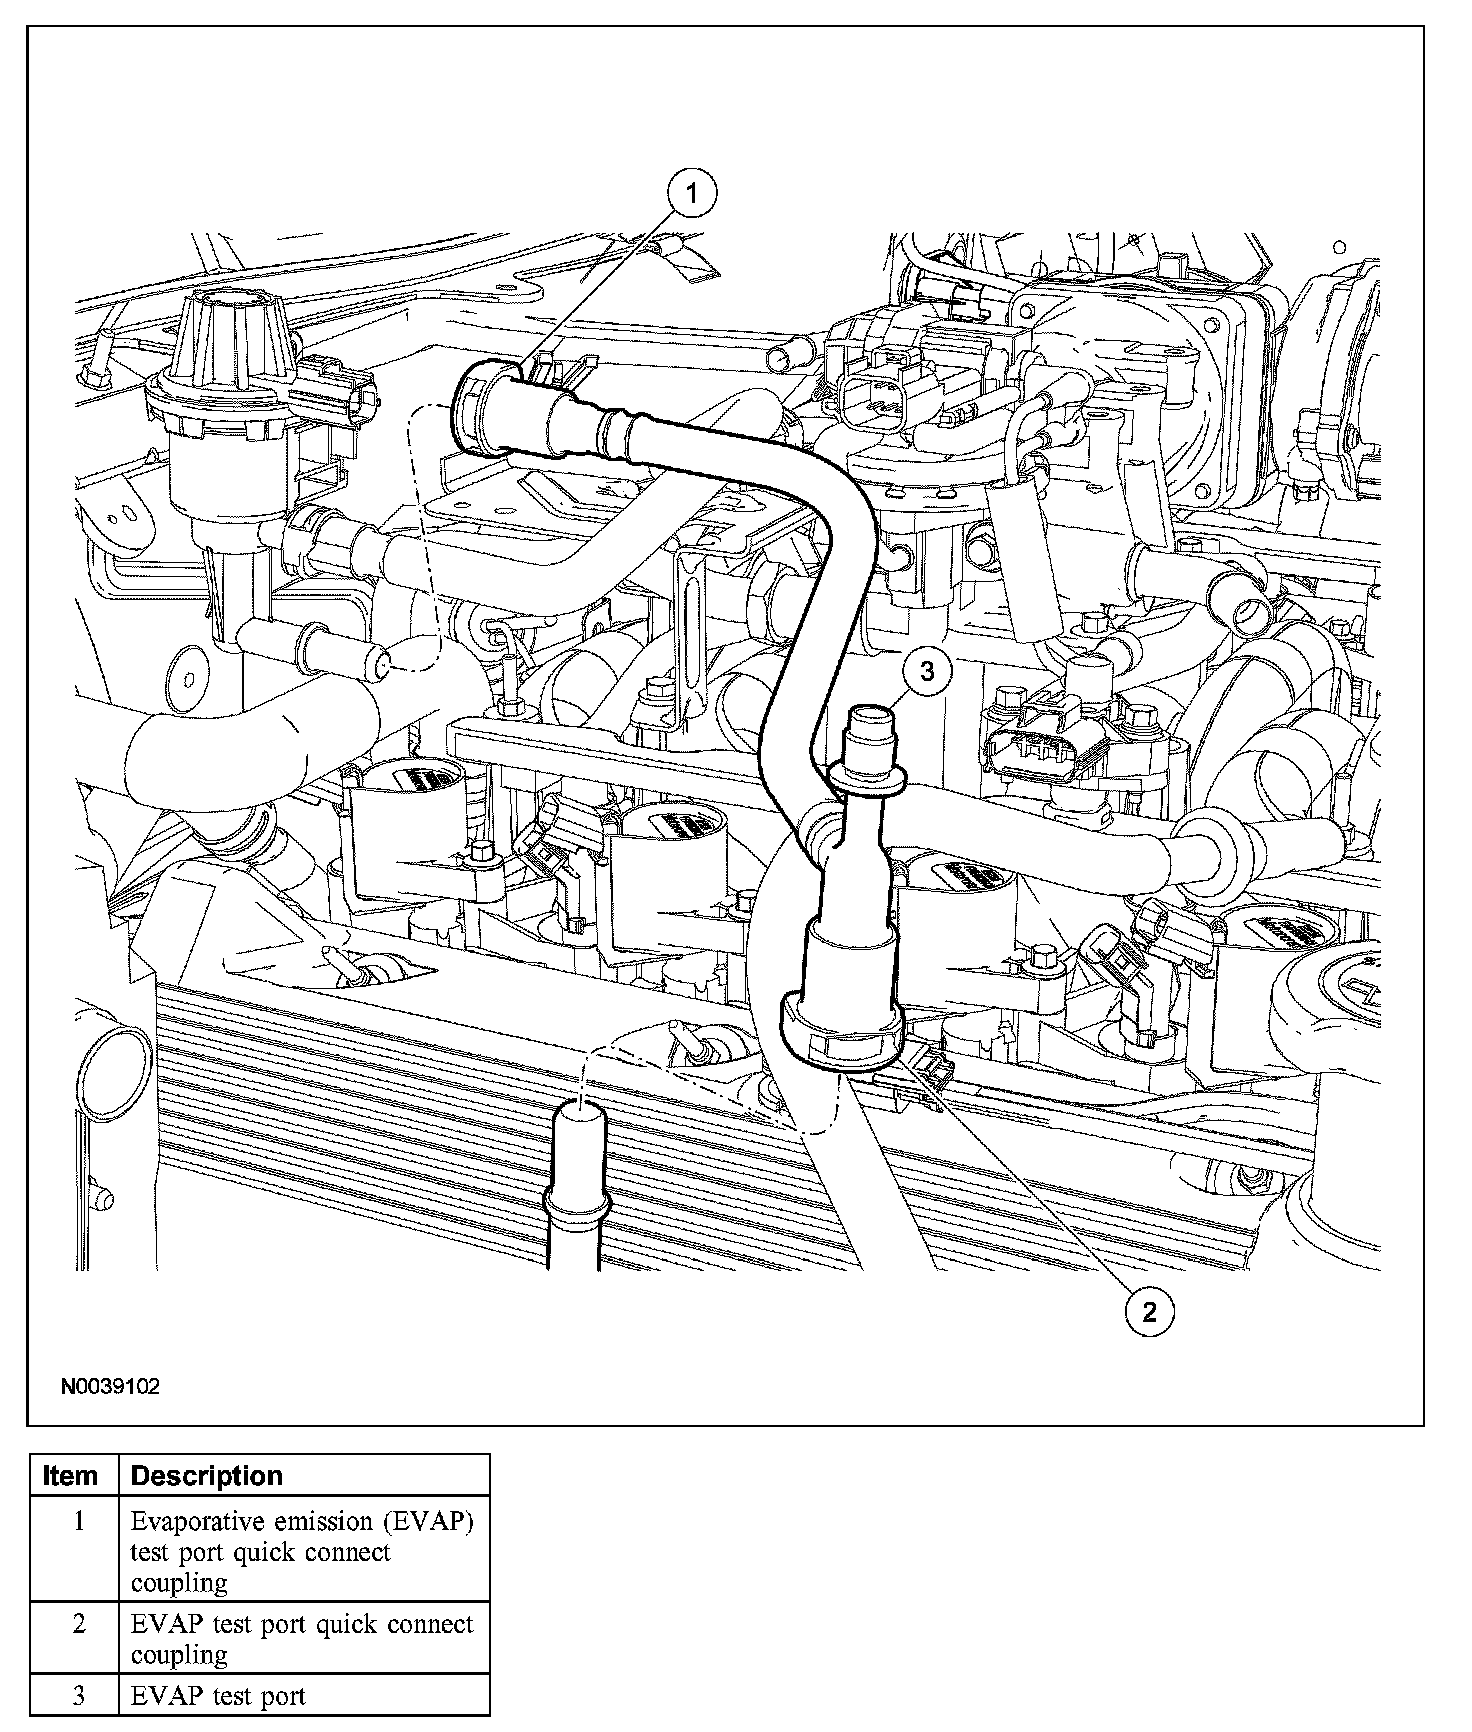 1
3
2
N0039102
Item Description
1 Evaporative emission (EVAP)
test port quick connect
coupling
2 EVAP test port quick connect
coupling
3 EVAP test port